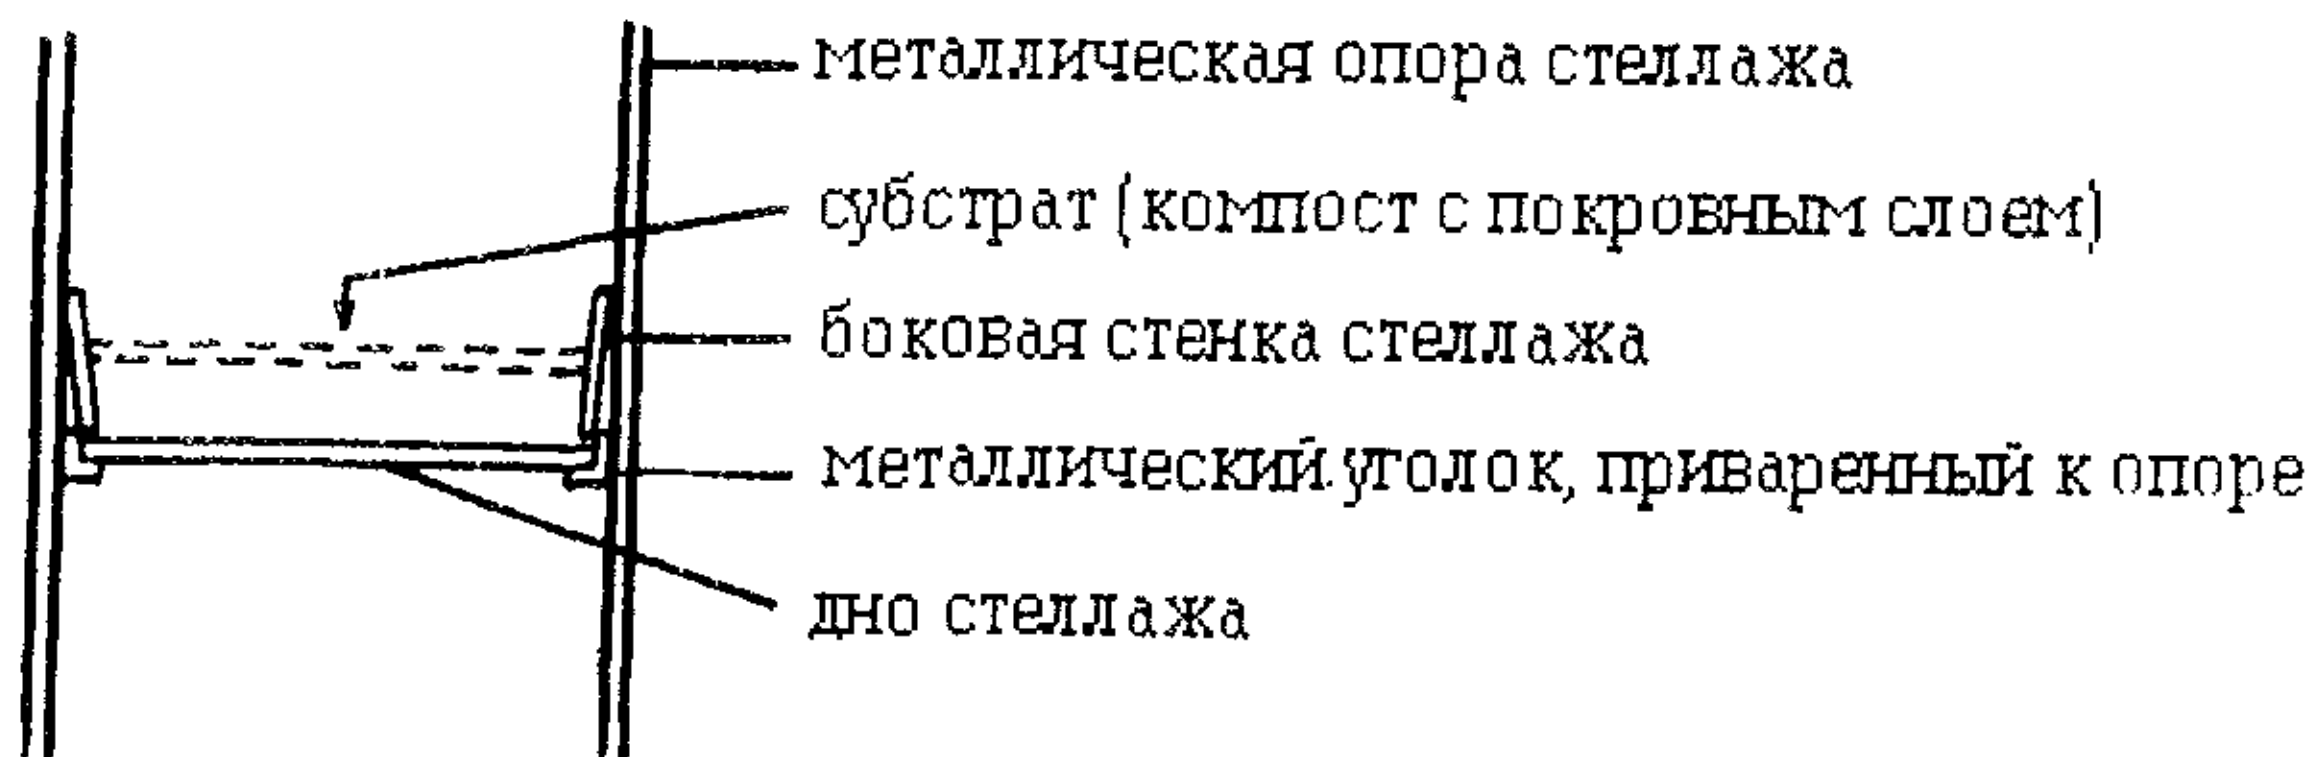 металлическая опора стеллажа
субстрат (компост с покровным слоем)
боковая стенка стеллажа
металлический уголок, приваренный к опоре
дно стеллажа